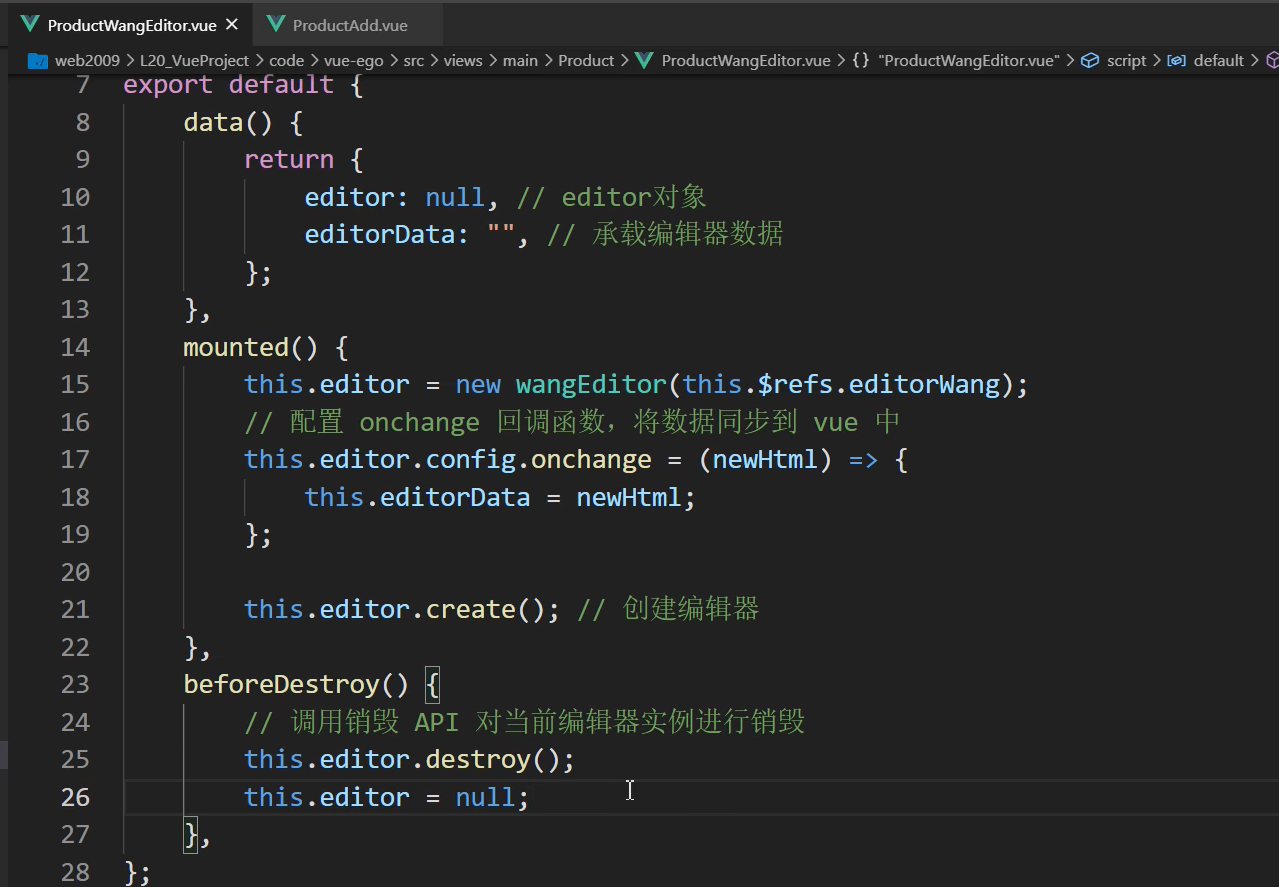 ProductWangEditor.vue ProductAdd.vue
web2009 > L20_VueProject > code > vue-ego > src > views > main > Product > ProductWangEditor.vue > {} "ProductWangEditor.vue" > script > default >
7 export default {
8 data() {
9 return {
10 editor: null, // editor对象
11 editorData: "", // 承载编辑器数据
12 };
13 },
14 mounted() {
15 this.editor = new wangEditor(this.$refs.editorWang);
16 // 配置 onchange 回调函数，将数据同步到 vue 中
17 this.editor.config.onchange = (newHtml) => {
18 this.editorData = newHtml;
19 };
20
21 this.editor.create(); // 创建编辑器
22 },
23 beforeDestroy() {
24 // 调用销毁 API 对当前编辑器实例进行销毁
25 this.editor.destroy();
26 this.editor = null;
27 },
28 };